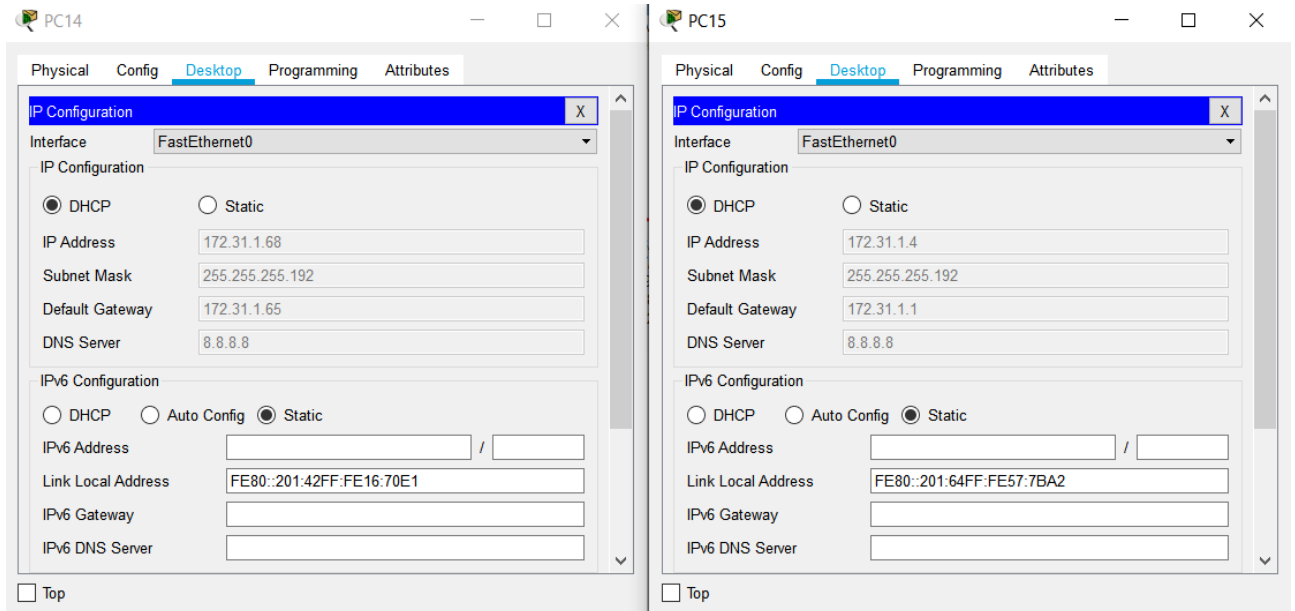 PC14
Physical Config Desktop Programming Attributes
IP Configuration X
Interface FastEthernet0
IP Configuration
DHCP Static
IP Address 172.31.1.68
Subnet Mask 255.255.255.192
Default Gateway 172.31.1.65
DNS Server 8.8.8.8
IPv6 Configuration
DHCP Auto Config Static
IPv6 Address /
Link Local Address FE80::201:42FF:FE16:70E1
IPv6 Gateway
IPv6 DNS Server
Top
PC15
Physical Config Desktop Programming Attributes
IP Configuration X
Interface FastEthernet0
IP Configuration
DHCP Static
IP Address 172.31.1.4
Subnet Mask 255.255.255.192
Default Gateway 172.31.1.1
DNS Server 8.8.8.8
IPv6 Configuration
DHCP Auto Config Static
IPv6 Address /
Link Local Address FE80::201:64FF:FE57:7BA2
IPv6 Gateway
IPv6 DNS Server
Top